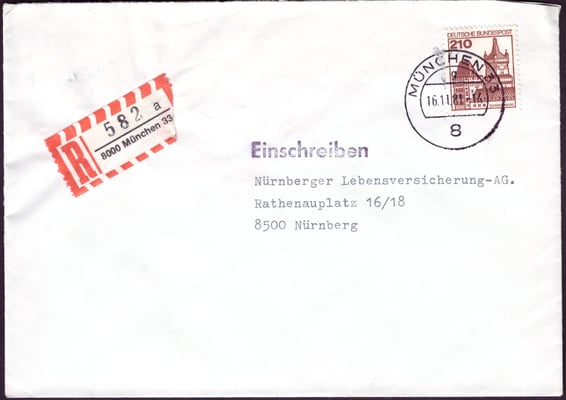 DEUTSCHE BUNDESPOST
210
MÜNCHEN 33
16.11.81-14
8
R
582 a
8000 München 33
Einschreiben
Nürnberger Lebensversicherung-AG.
Rathenauplatz 16/18
8500 Nürnberg